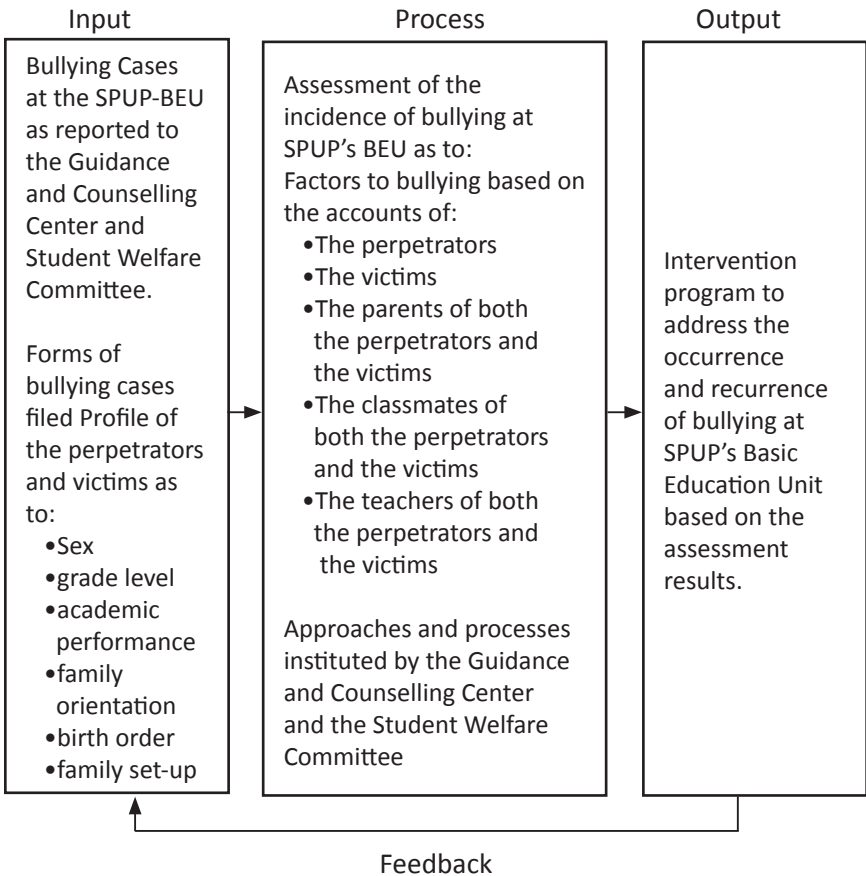 Input
Process
Output
Bullying Cases
at the SPUP-BEU
as reported to
the Guidance
and Counselling
Center and
Student Welfare
Committee.
Forms of
bullying cases
filed Profile of
the perpetrators
and victims as
to:
•Sex
•grade level
•academic
performance
•family
orientation
•birth order
•family set-up
Assessment of the
incidence of bullying at
SPUP's BEU as to:
Factors to bullying based on
the accounts of:
•The perpetrators
•The victims
•The parents of both
the perpetrators and
the victims
•The classmates of
both the perpetrators
and the victims
•The teachers of both
the perpetrators and
the victims
Approaches and processes
instituted by the Guidance
and Counselling Center
and the Student Welfare
Committee
Intervention
program to
address the
occurrence
and recurrence
of bullying at
SPUP's Basic
Education Unit
based on the
assessment
results.
Feedback